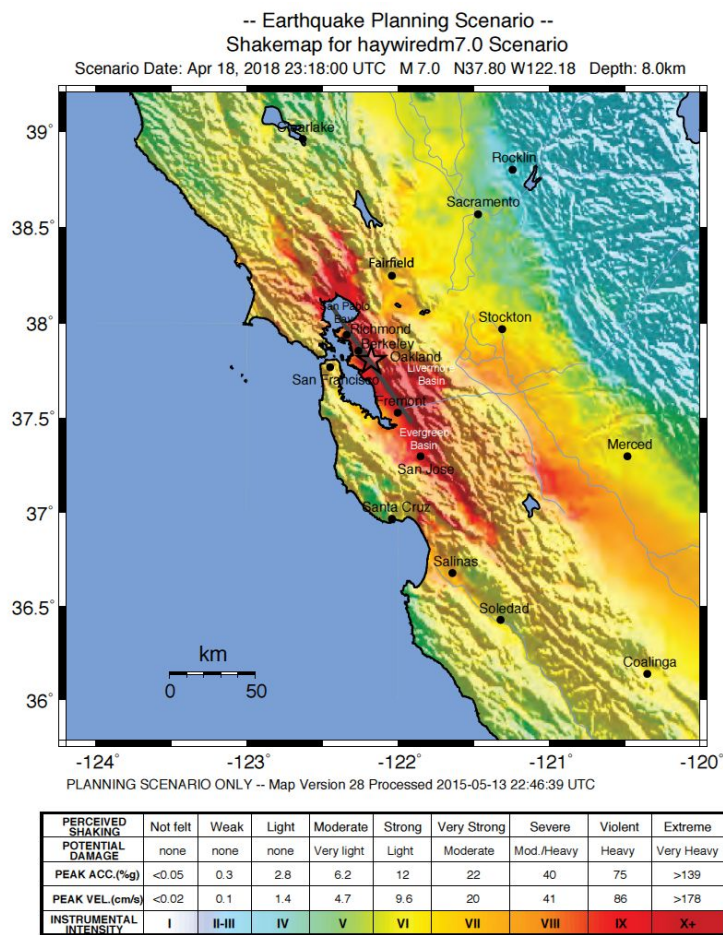 -- Earthquake Planning Scenario --
Shakemap for haywiredm7.0 Scenario
Scenario Date: Apr 18, 2018 23:18:00 UTC M 7.0 N37.80 W122.18 Depth: 8.0km
39°
38.5°
38°
37.5°
37°
36.5°
36°
Clearlake
Rocklin
Sacramento
Fairfield
San Pablo
Bay
Stockton
Richmond
Berkeley
Oakland
Livermore
Basin
San Francisco
Fremont
Evergreen
Basin
Merced
San Jose
Santa Cruz
Salinas
Soledad
Coalinga
km
0 50
-124° -123° -122° -121° -120°
PLANNING SCENARIO ONLY -- Map Version 28 Processed 2015-05-13 22:46:39 UTC
PERCEIVED SHAKING Not felt Weak Light Moderate Strong Very Strong Severe Violent Extreme
POTENTIAL DAMAGE none none none Very light Light Moderate Mod./Heavy Heavy Very Heavy
PEAK ACC.(%g) <0.05 0.3 2.8 6.2 12 22 40 75 >139
PEAK VEL.(cm/s) <0.02 0.1 1.4 4.7 9.6 20 41 86 >178
INSTRUMENTAL INTENSITY I II-III IV V VI VII VIII IX X+